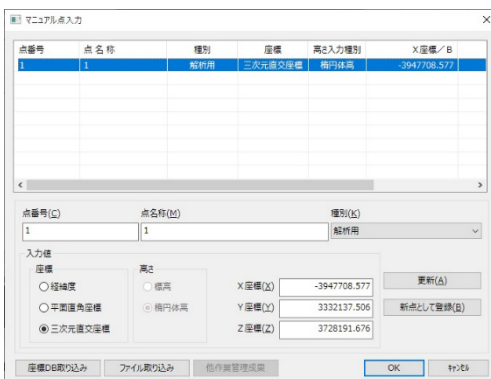 マニュアル点入力
点番号 点名称 種別 座標 高さ入力種別 X座標／B
1 1 解析用 三次元直交座標 楕円体高 -3947708.577
点番号(C) 点名称(M) 種別(K)
1 1 解析用
入力値
座標 高さ
経緯度 標高 X座標(X) -3947708.577 更新(A)
平面直角座標 楕円体高 Y座標(Y) 3332137.506 新点として登録(B)
三次元直交座標 Z座標(Z) 3728191.676
座標DB取り込み ファイル取り込み 他作業管理成果 OK ｷｬﾝｾﾙ